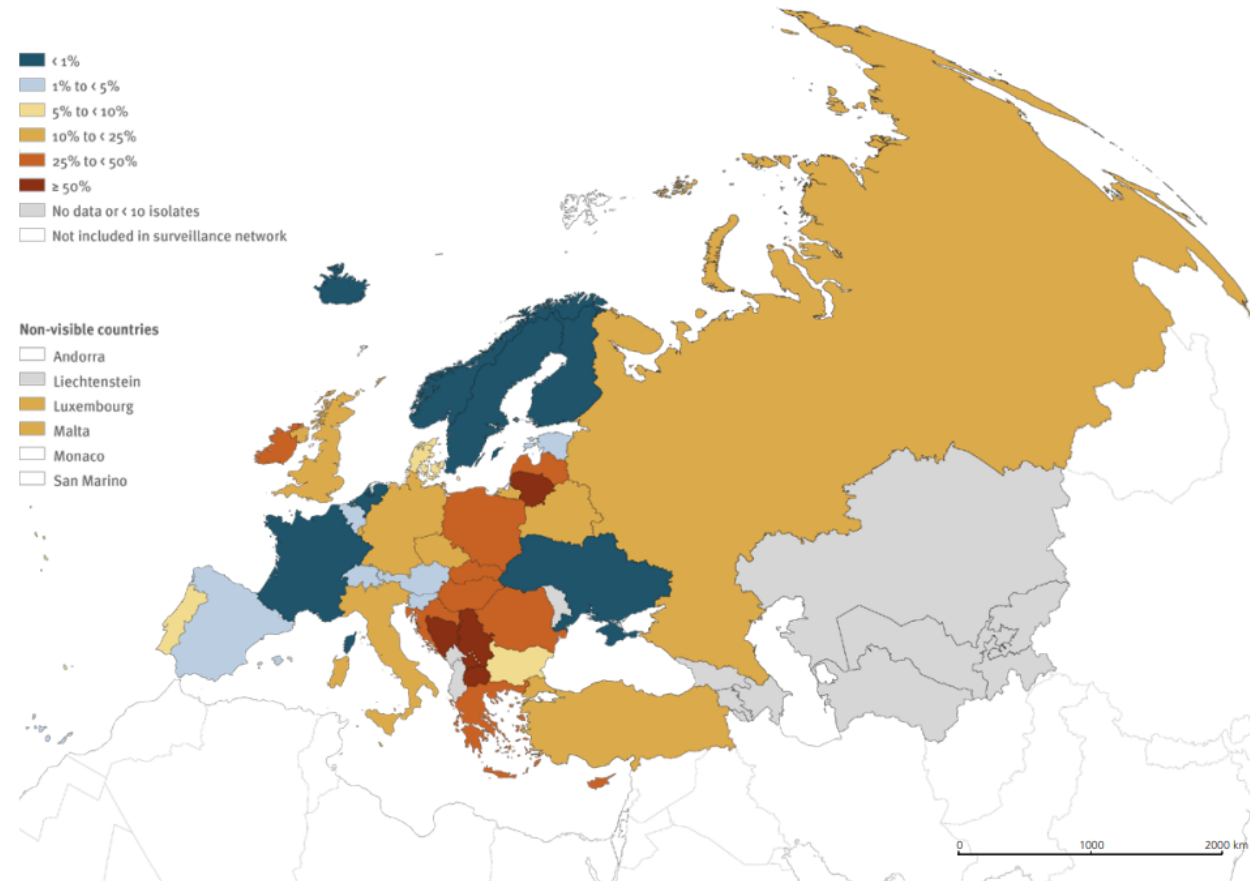 < 1%
1% to < 5%
5% to < 10%
10% to < 25%
25% to < 50%
≥ 50%
No data or < 10 isolates
Not included in surveillance network
Non-visible countries
Andorra
Liechtenstein
Luxembourg
Malta
Monaco
San Marino
0 1000 2000 km